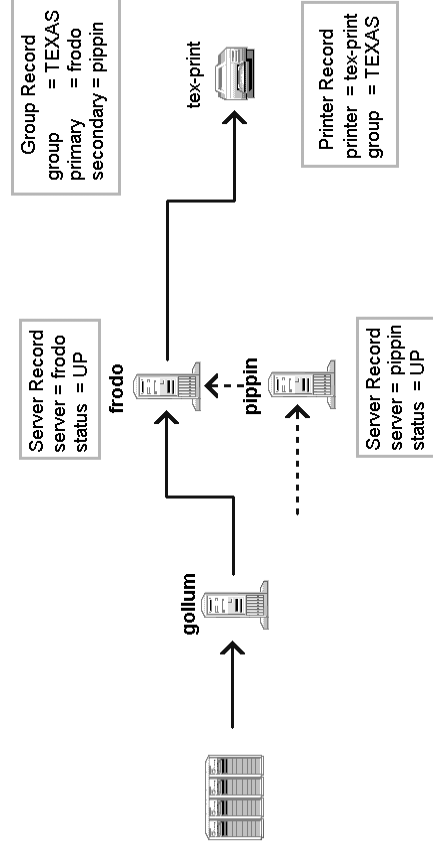 Group Record
group = TEXAS
primary = frodo
secondary = pippin
tex-print
Printer Record
printer = tex-print
group = TEXAS
Server Record
server = frodo
status = UP
frodo
pippin
Server Record
server = pippin
status = UP
gollum